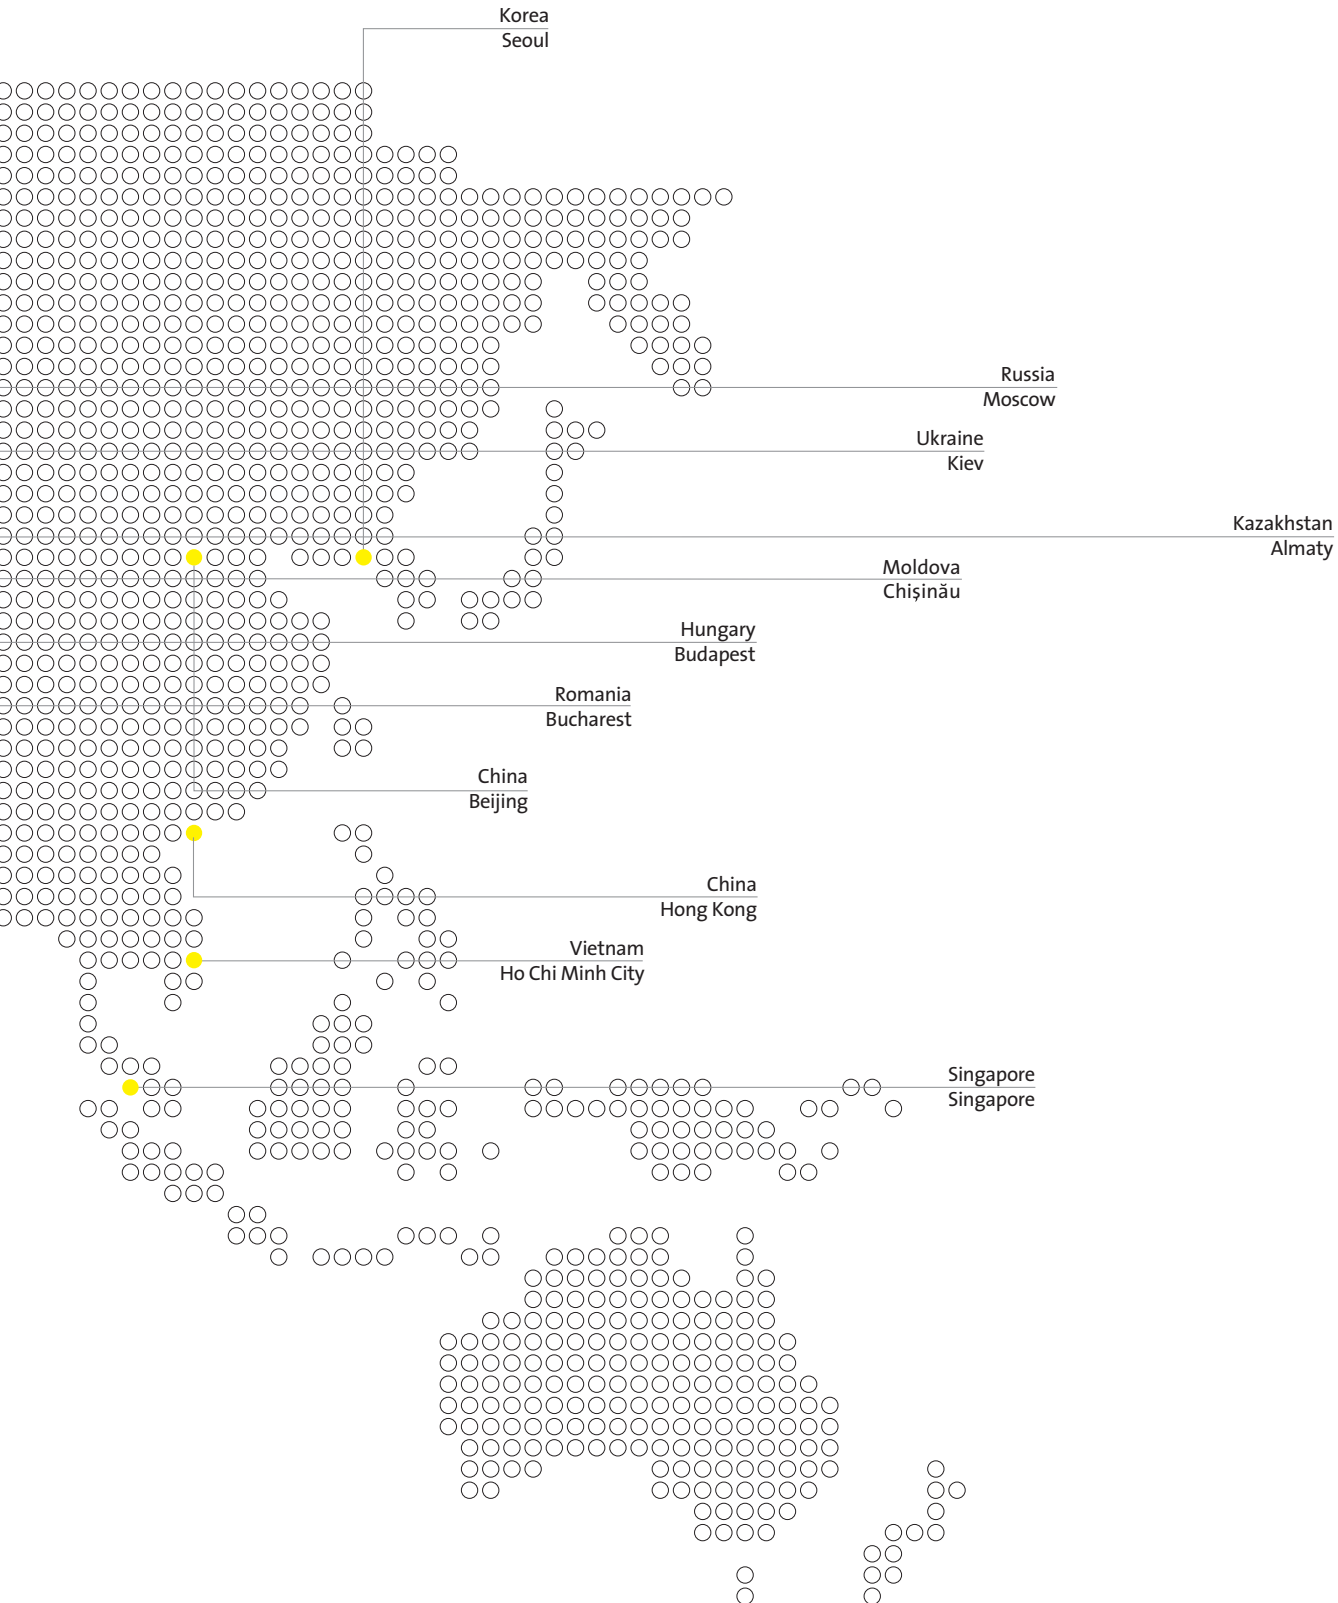 Korea
Seoul
Russia
Moscow
Ukraine
Kiev
Kazakhstan
Almaty
Moldova
Chişinău
Hungary
Budapest
Romania
Bucharest
China
Beijing
China
Hong Kong
Vietnam
Ho Chi Minh City
Singapore
Singapore